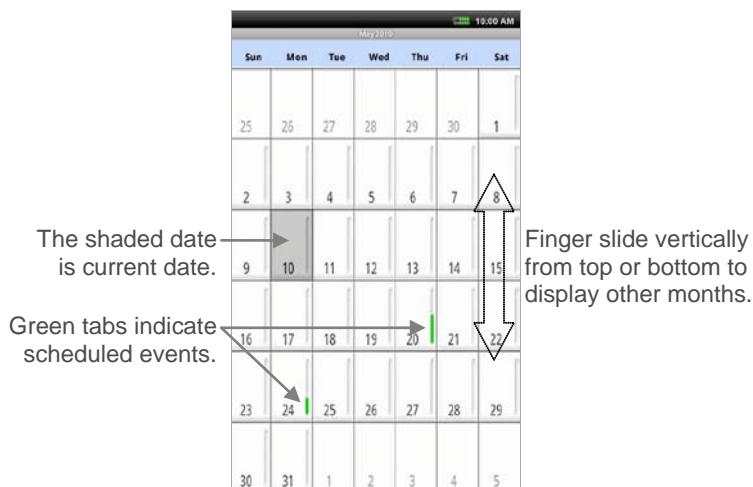 10:00 AM
May 2010
Sun Mon Tue Wed Thu Fri Sat
25 26 27 28 29 30 1
2 3 4 5 6 7 8
9 10 11 12 13 14 15
16 17 18 19 20 21 22
23 24 25 26 27 28 29
30 31 1 2 3 4 5
The shaded date
is current date.
Green tabs indicate
scheduled events.
Finger slide vertically
from top or bottom to
display other months.